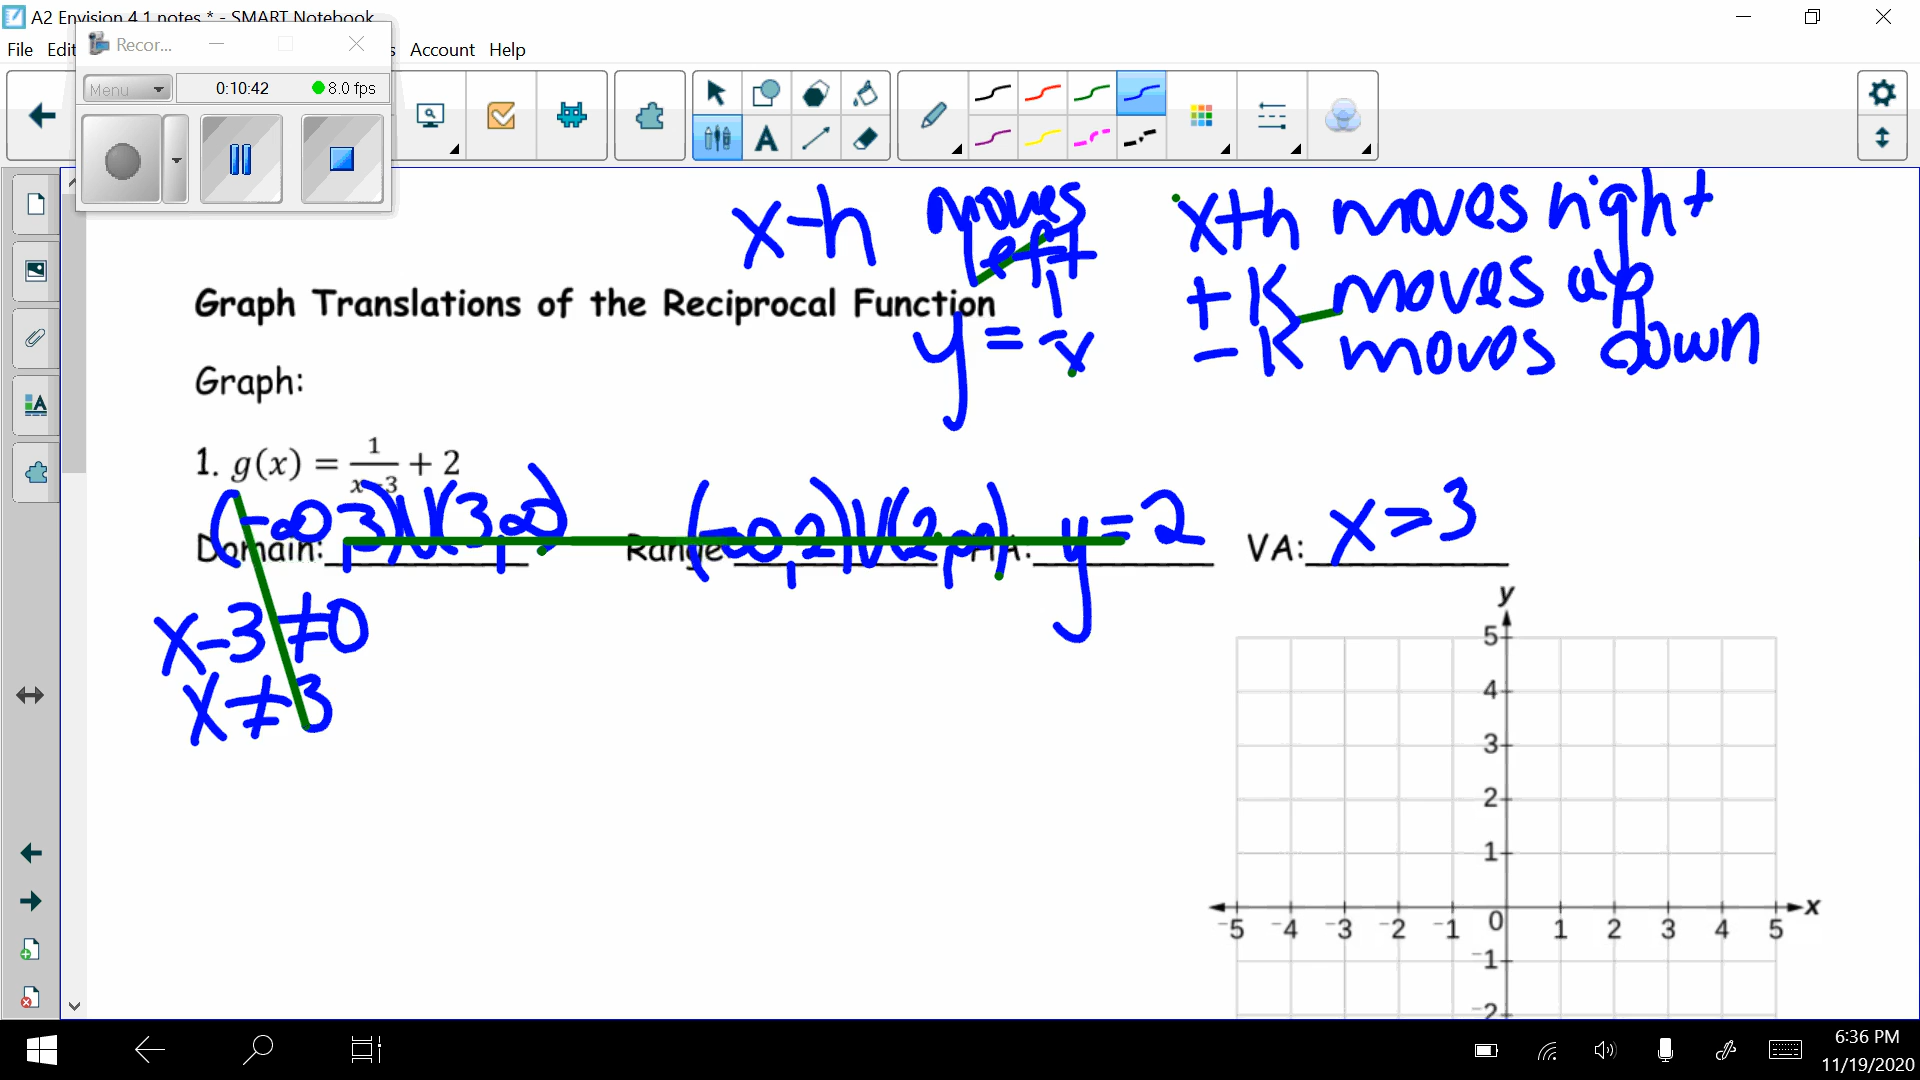 A2 Envision 4.1 notes * - SMART Notebook
Recor...
File Edit Account Help
Menu 0:10:42 8.0 fps
x-h moves left
x+h moves right
+K moves up
-K moves down
Graph Translations of the Reciprocal Function
y = 1/x
Graph:
1. g(x) = 1/(x-3) + 2
(-∞,3)U(3,∞) (-∞,2)U(2,∞) y=2 x=3
Domain: Range HA: VA:
x-3≠0
x≠3
y
5
4
3
2
1
-5 -4 -3 -2 -1 0 1 2 3 4 5 x
-1
-2
6:36 PM
11/19/2020